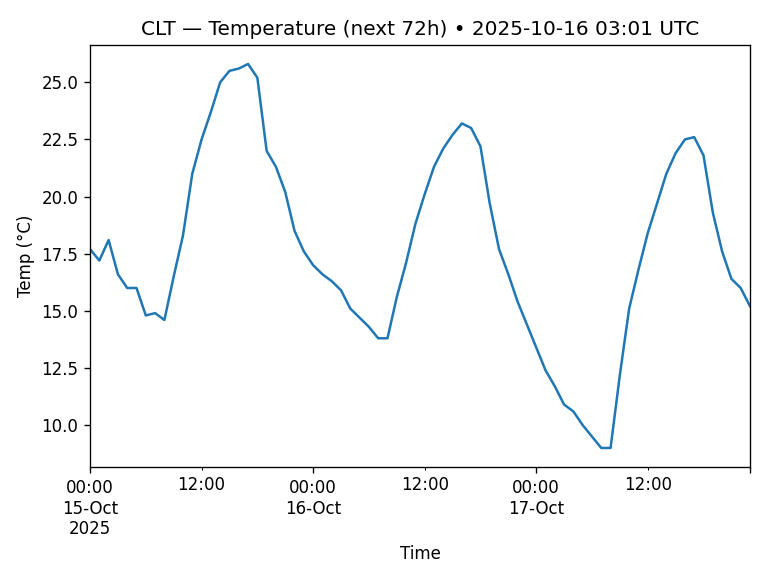 CLT — Temperature (next 72h) • 2025-10-16 03:01 UTC
Temp (°C)
25.0
22.5
20.0
17.5
15.0
12.5
10.0
00:00 12:00 00:00 12:00 00:00 12:00
15-Oct 16-Oct 17-Oct
2025
Time